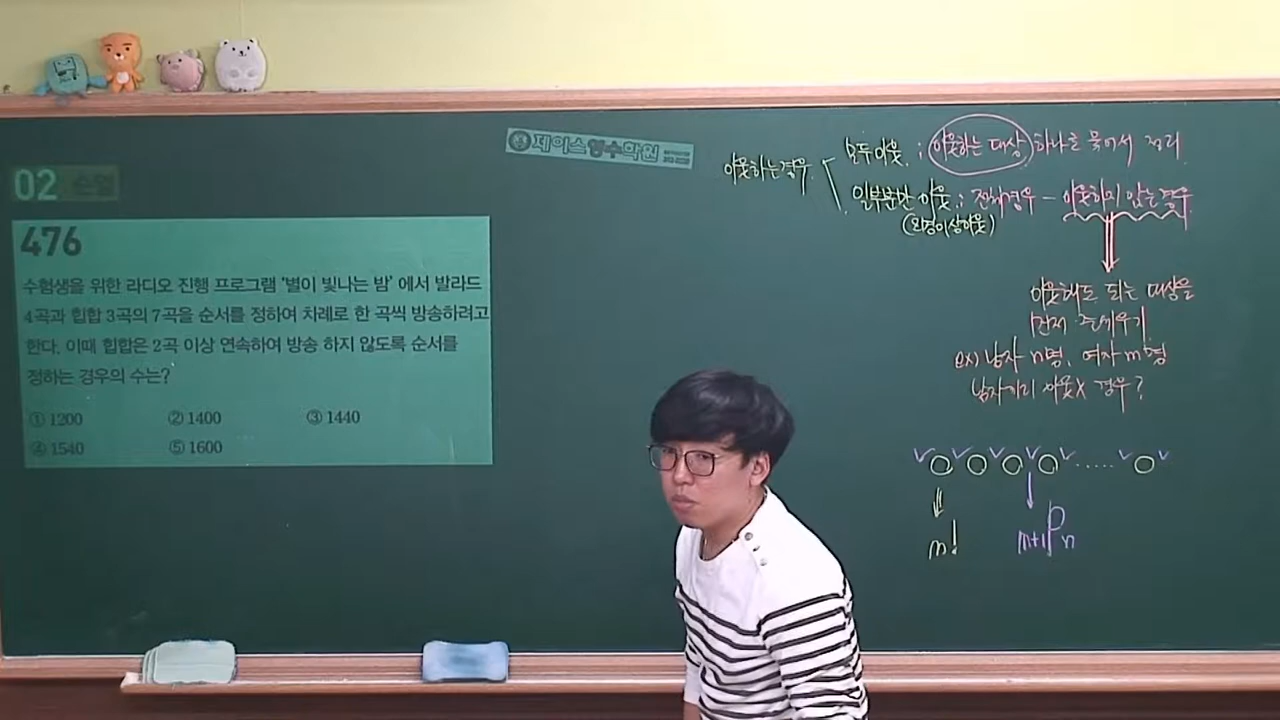 제이스영수학원
02 순열
476
수험생을 위한 라디오 진행 프로그램 '별이 빛나는 밤' 에서 발라드
4곡과 힙합 3곡의 7곡을 순서를 정하여 차례로 한 곡씩 방송하려고
한다. 이때 힙합은 2곡 이상 연속하여 방송 하지 않도록 순서를
정하는 경우의 수는?
① 1200 ② 1400 ③ 1440
④ 1540 ⑤ 1600
이웃하는 경우
모두 이웃 : 이웃하는 대상 하나로 묶어서 정리
일부분만 이웃 : 전체경우 - 이웃하지 않는 경우
(2명이상이웃)
이웃해도 되는 대상을
먼저 줄세우기
ex) 남자 n명, 여자 m명
남자끼리 이웃X 경우?
m!
m+1Pn